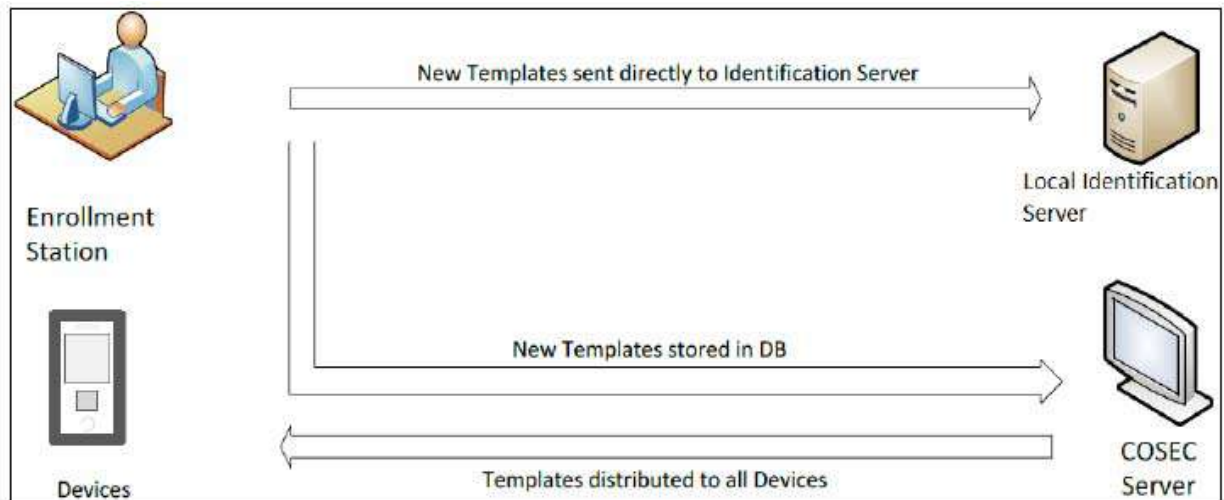 New Templates sent directly to Identification Server
Local Identification
Server
Enrollment
Station
New Templates stored in DB
Templates distributed to all Devices
Devices
COSEC
Server